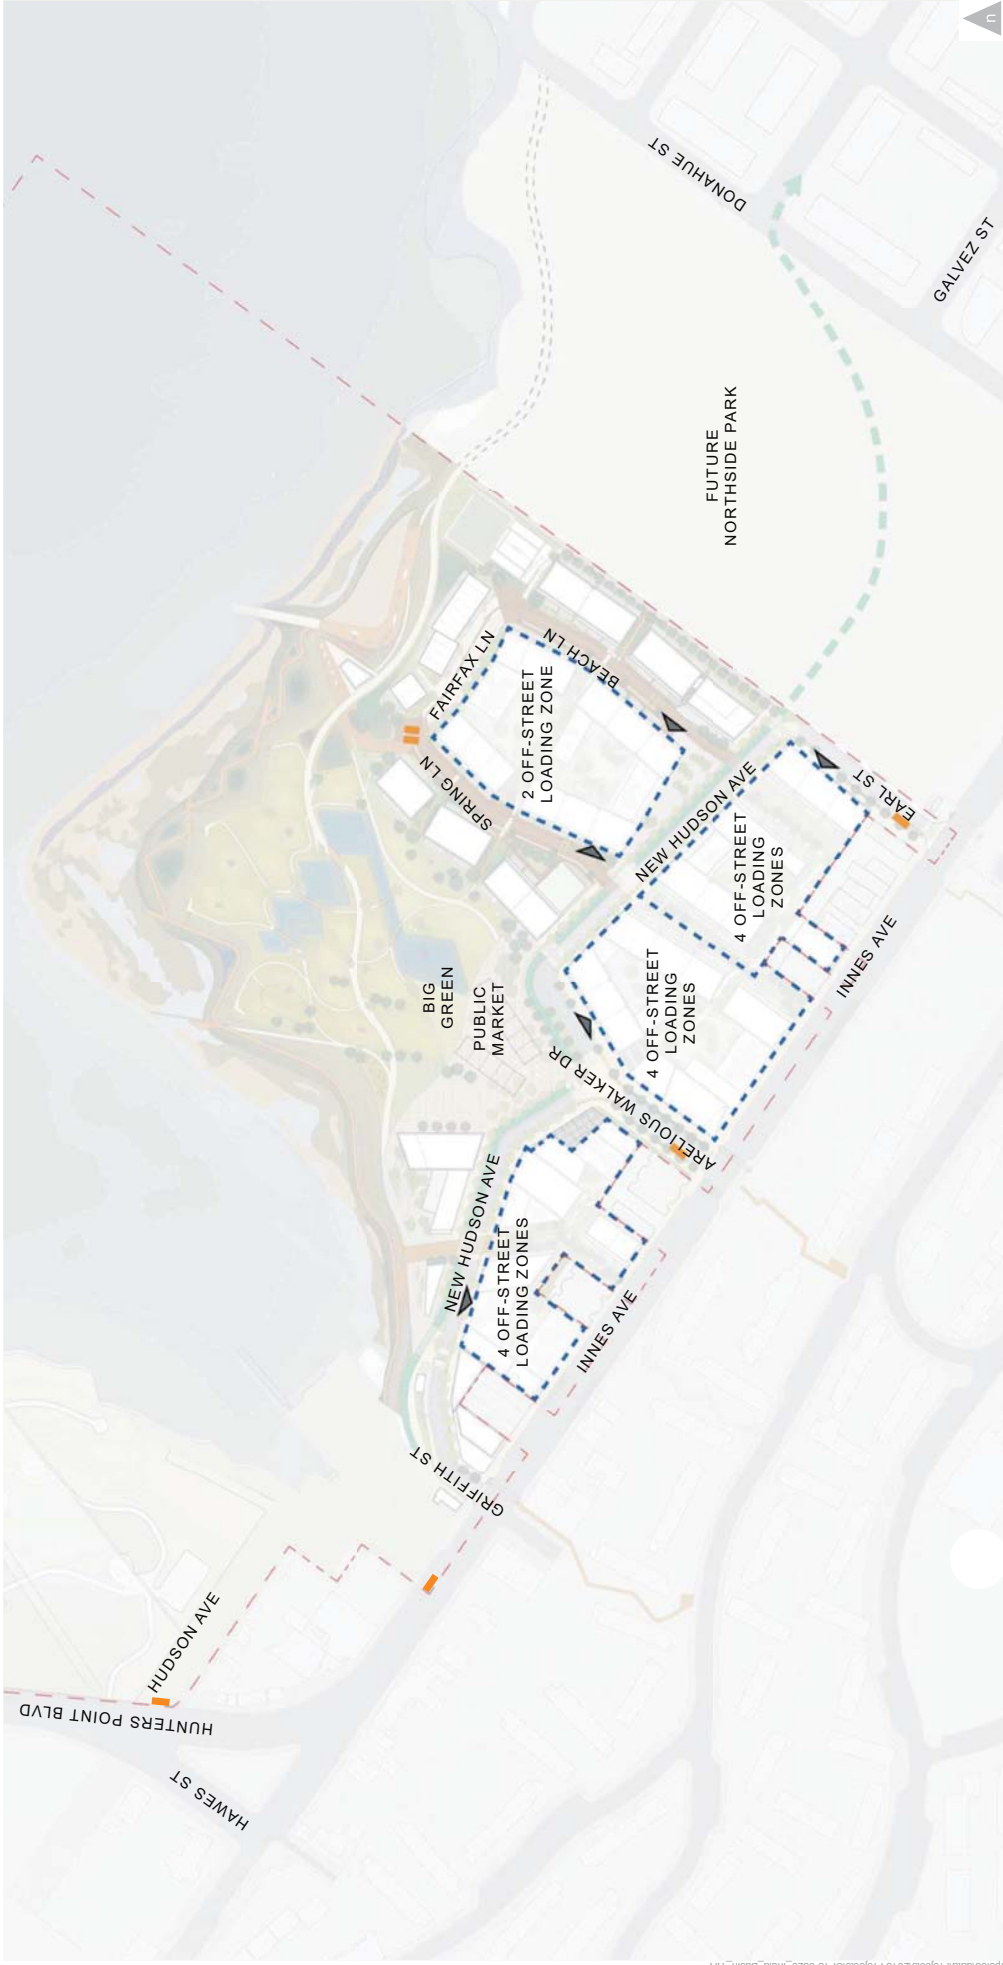 n
DONAHUE ST
GALVEZ ST
FUTURE
NORTHSIDE PARK
FAIRFAX LN
BEACH LN
2 OFF-STREET
LOADING ZONE
SPRING LN
NEW HUDSON AVE
EARL ST
4 OFF-STREET
LOADING
ZONES
INNES AVE
BIG
GREEN
PUBLIC
MARKET
4 OFF-STREET
LOADING
ZONES
ARELIOUS WALKER DR
NEW HUDSON AVE
4 OFF-STREET
LOADING ZONES
INNES AVE
GRIFFITH ST
HUDSON AVE
HUNTERS POINT BLVD
HAWES ST